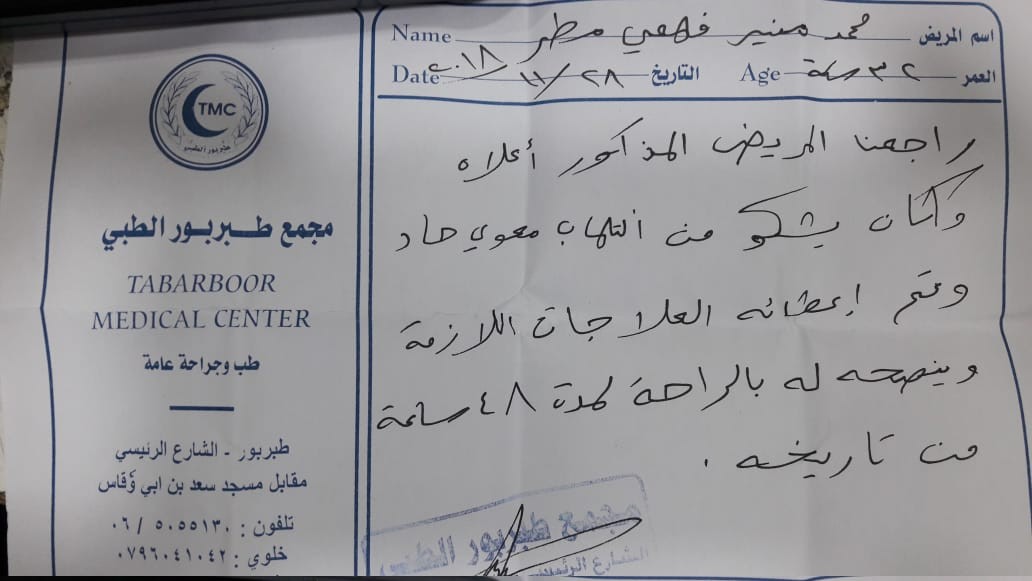 اسم المريض محمد منير فهمي مطر Name
العمر ٣٢ سنة Age التاريخ ٢٨/١١/٢٠١٨ Date
راجعنا المريض المذكور أعلاه
وكان يشكو من التهاب معوي حاد
وتم إعطائه العلاجات اللازمة
وينصحه له بالراحة لمدة ٤٨ ساعة
من تاريخه .
TMC
طبربور الطبي
مجمع طبربور الطبي
TABARBOOR
MEDICAL CENTER
طب وجراحة عامة
طبربور - الشارع الرئيسي
مقابل مسجد سعد بن ابي وقاص
تلفون : ٠٦ / ٥٠٥٥١٣٠
خلوي : ٠٧٩٦٠٤١٠٤٢
مجمع طبربور الطبي
الشارع الرئيسي